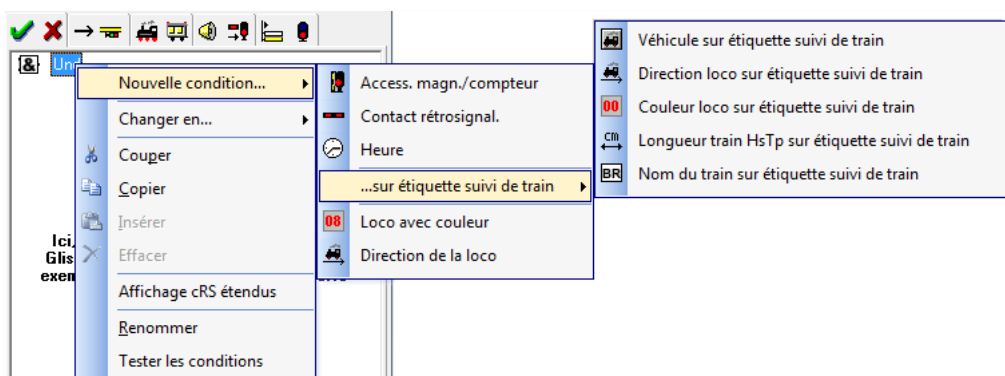 Und
Nouvelle condition...
Changer en...
Couper
Copier
Insérer
Effacer
Affichage cRS étendus
Renommer
Tester les conditions
Ici,
Glis
exem
Access. magn./compteur
Contact rétrosignal.
Heure
...sur étiquette suivi de train
08 Loco avec couleur
Direction de la loco
Véhicule sur étiquette suivi de train
Direction loco sur étiquette suivi de train
00 Couleur loco sur étiquette suivi de train
cm Longueur train HsTp sur étiquette suivi de train
BR Nom du train sur étiquette suivi de train